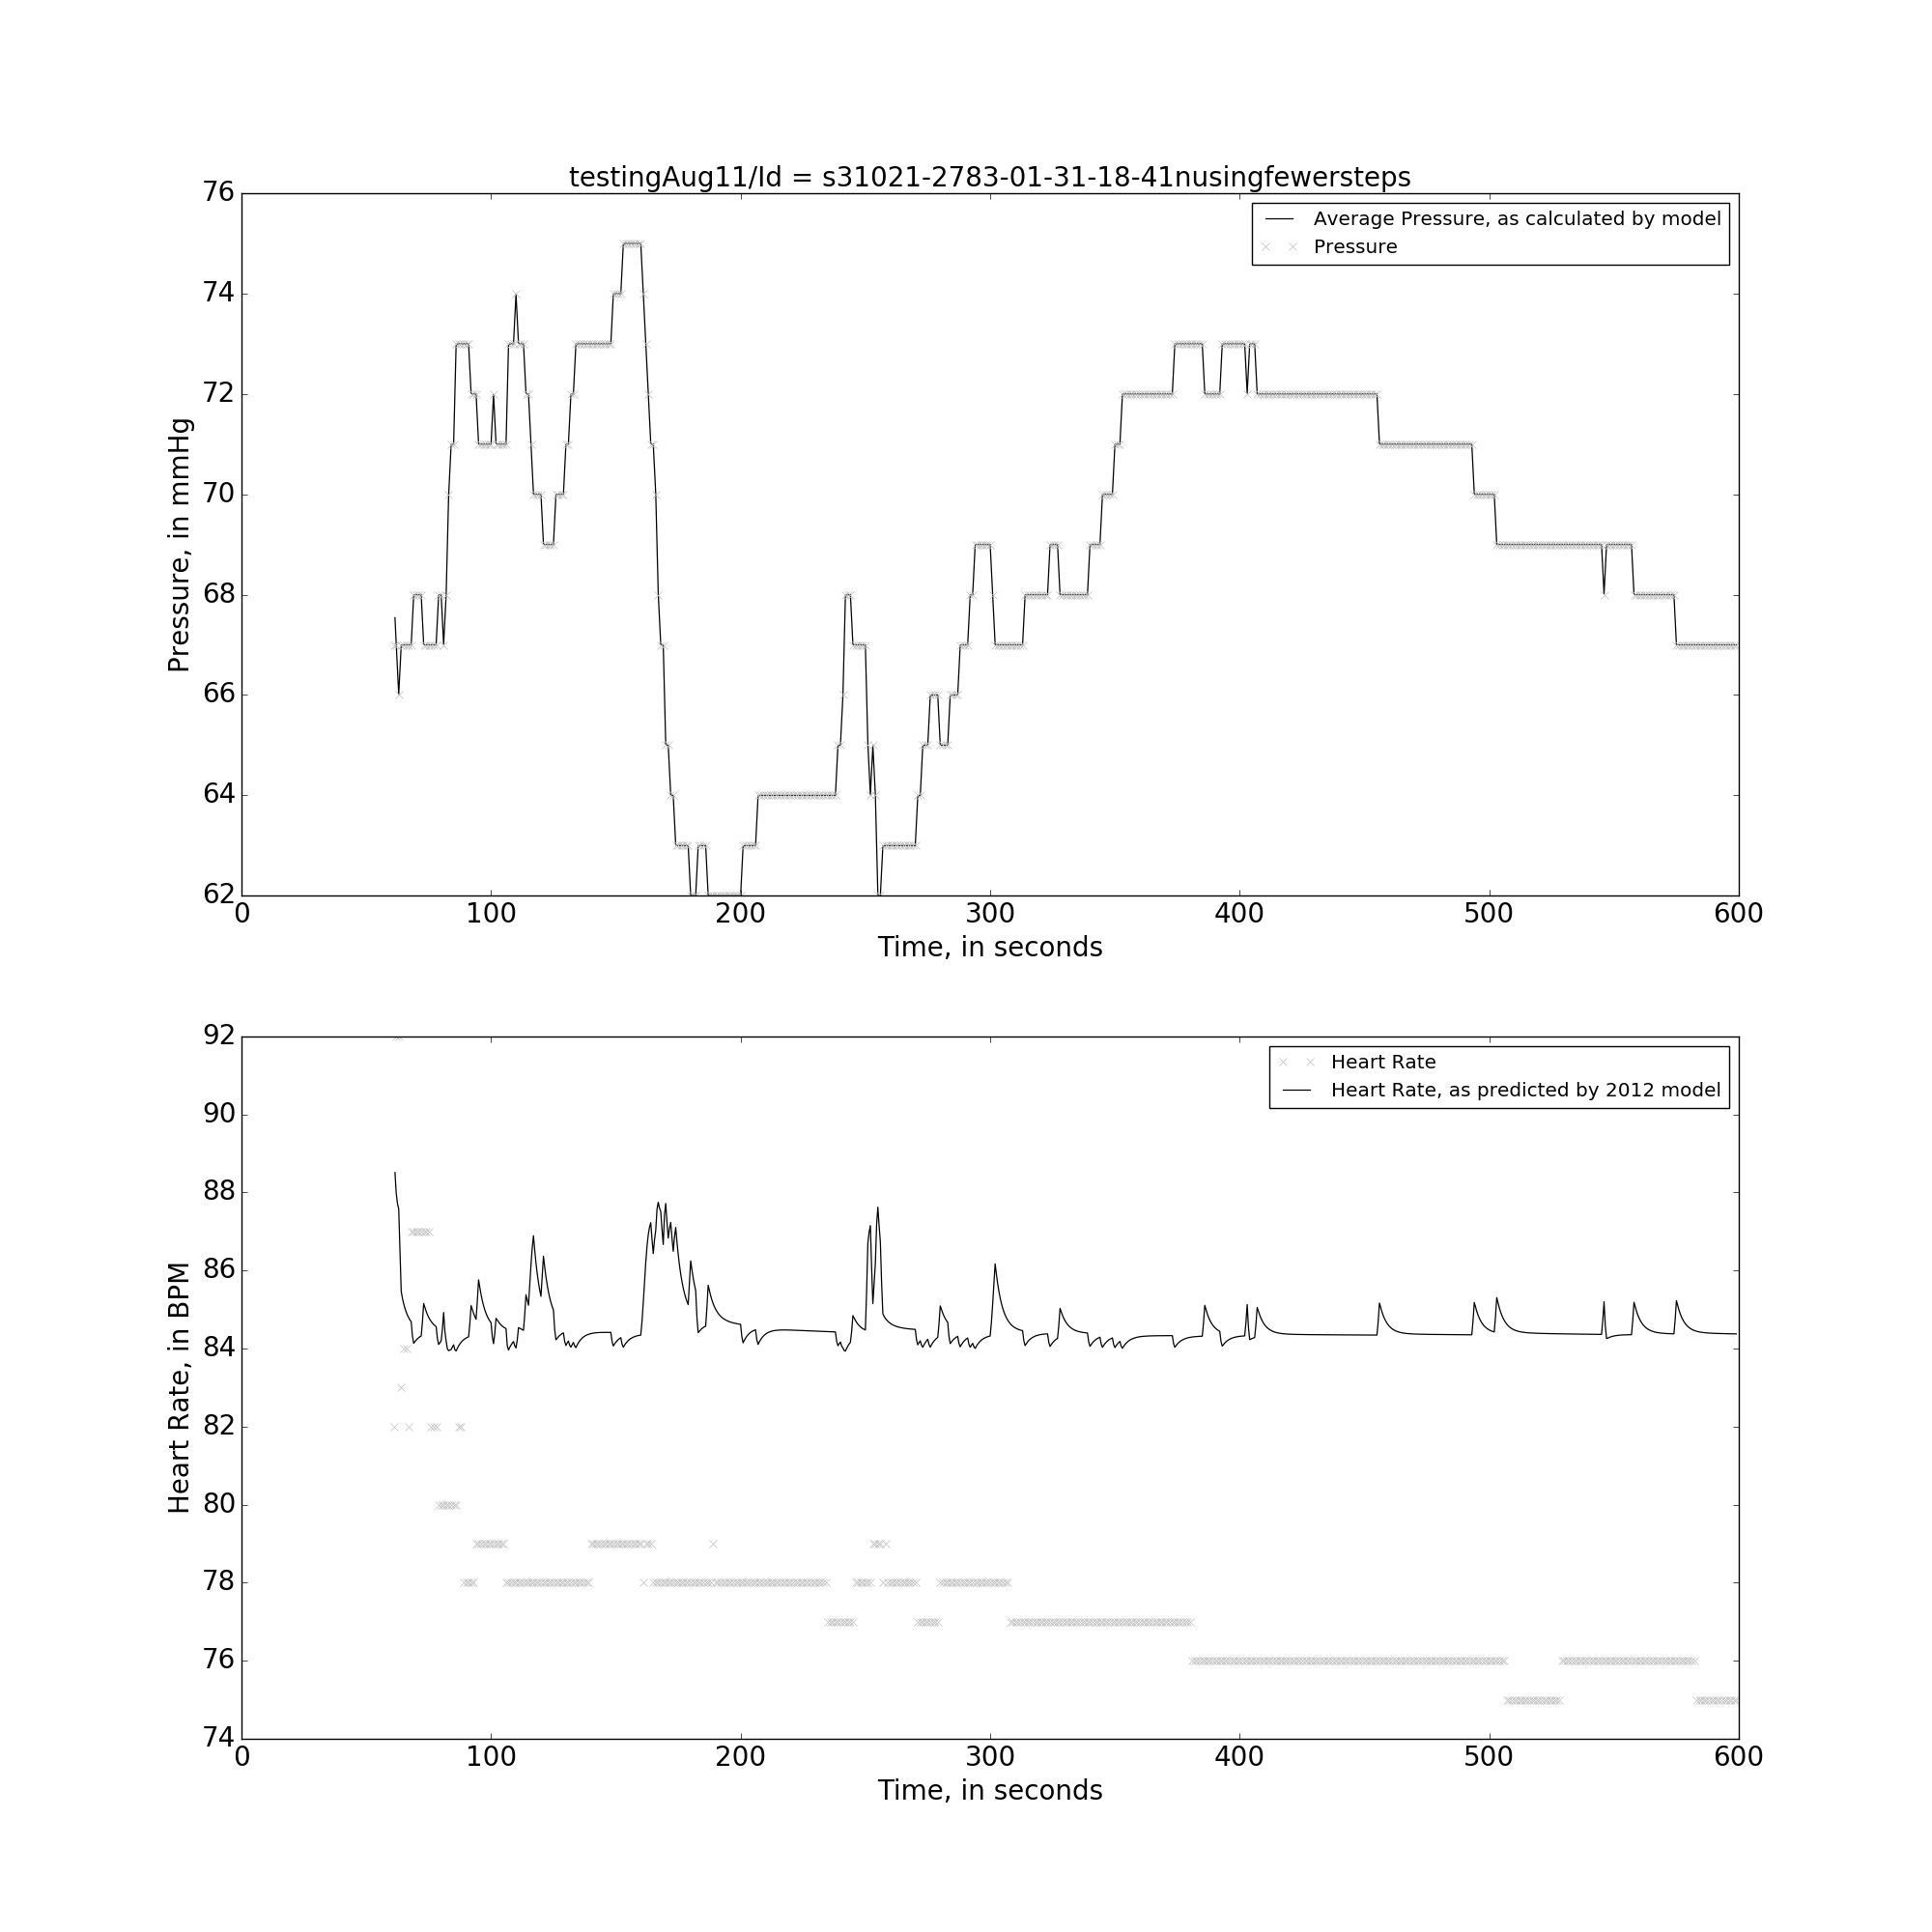 testingAug11/Id = s31021-2783-01-31-18-41nusingfewersteps
76
74
72
70
68
66
64
62
Pressure, in mmHg
Average Pressure, as calculated by model
Pressure
0 100 200 300 400 500 600
Time, in seconds
92
90
88
86
84
82
80
78
76
74
Heart Rate, in BPM
Heart Rate
Heart Rate, as predicted by 2012 model
0 100 200 300 400 500 600
Time, in seconds